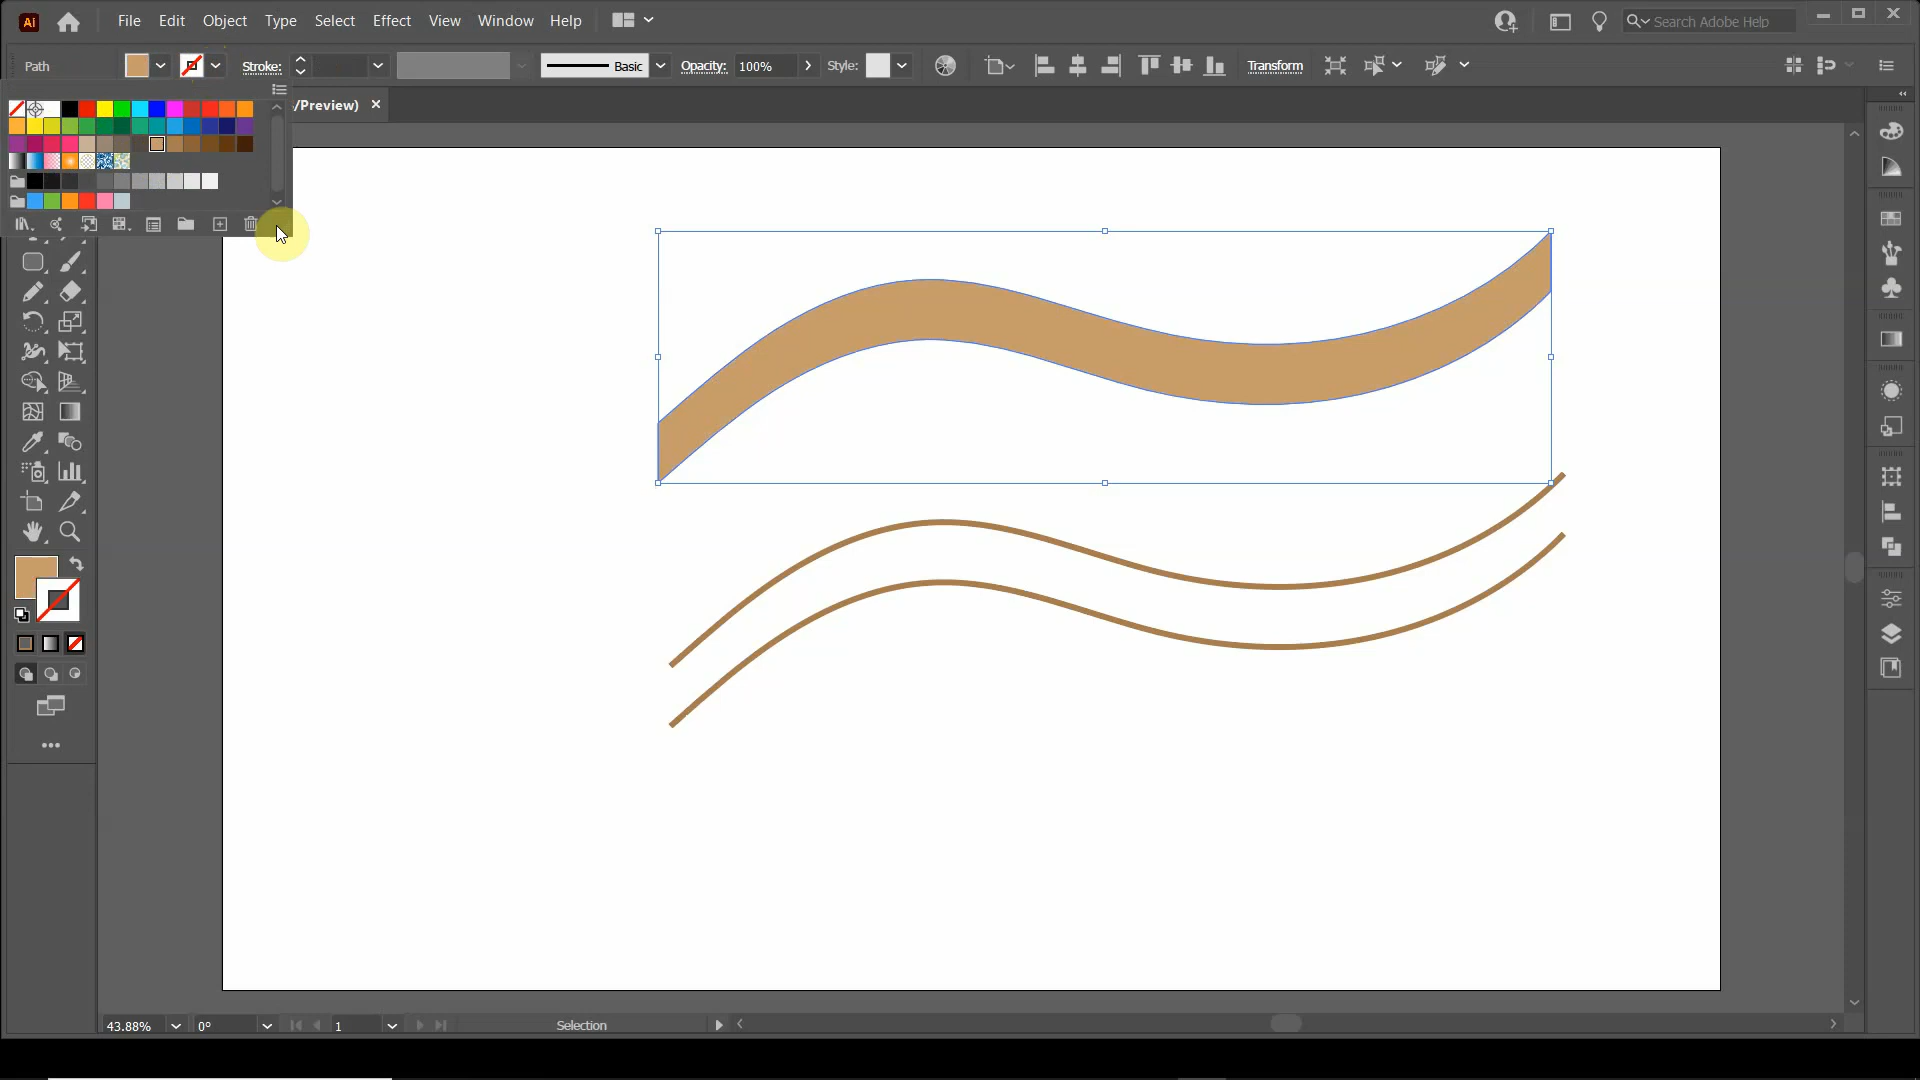 Ai File Edit Object Type Select Effect View Window Help Search Adobe Help
Path Stroke: Basic Opacity: 100% Style: Transform
/Preview) ×
43.88% 0° 1 Selection